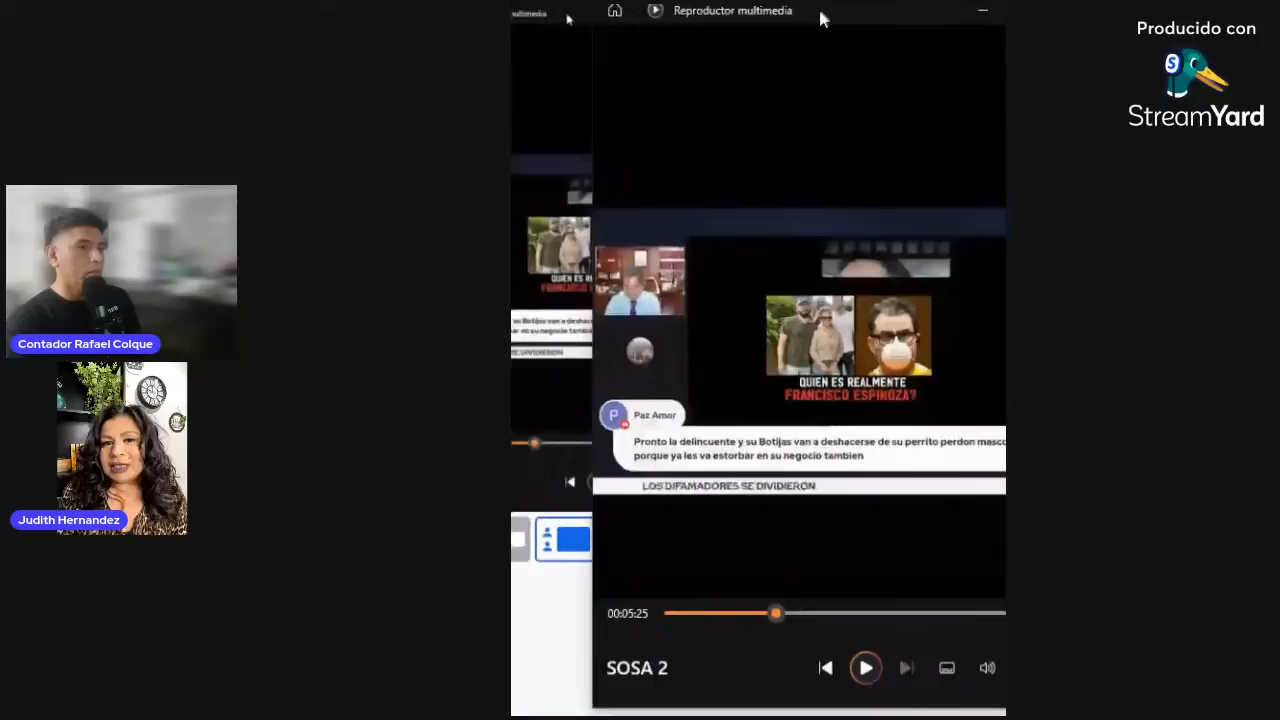 Reproductor multimedia
Producido con
StreamYard
Contador Rafael Colque
Judith Hernandez
QUIEN ES REALMENTE
FRANCISCO ESPINOZA?
P Paz Amor
Pronto la delincuente y su Botijas van a deshacerse de su perrito perdon masco
porque ya les va estorbar en su negocio tambien
LOS DIFAMADORES SE DIVIDIERON
00:05:25
SOSA 2